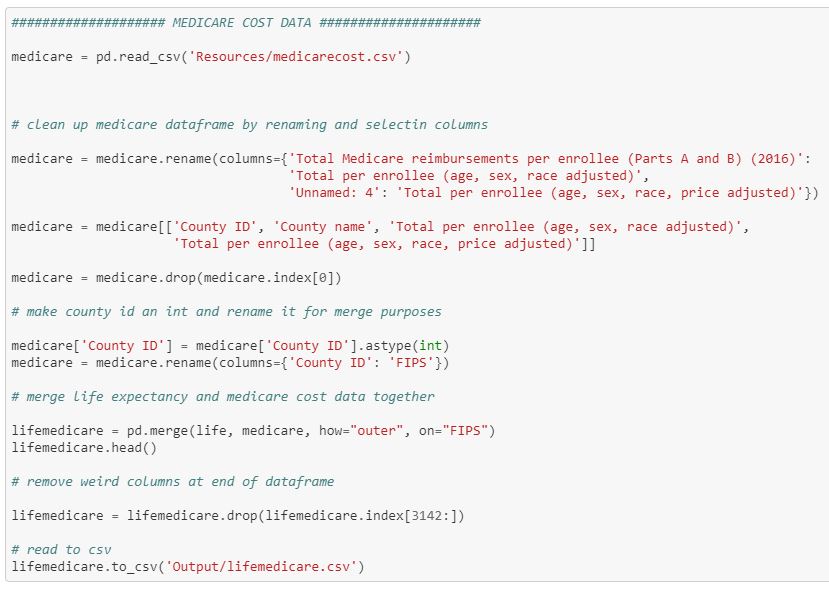 #################### MEDICARE COST DATA #####################
medicare = pd.read_csv('Resources/medicarecost.csv')
# clean up medicare dataframe by renaming and selectin columns
medicare = medicare.rename(columns={'Total Medicare reimbursements per enrollee (Parts A and B) (2016)':
'Total per enrollee (age, sex, race adjusted)',
'Unnamed: 4': 'Total per enrollee (age, sex, race, price adjusted)'})
medicare = medicare[['County ID', 'County name', 'Total per enrollee (age, sex, race adjusted)',
'Total per enrollee (age, sex, race, price adjusted)']]
medicare = medicare.drop(medicare.index[0])
# make county id an int and rename it for merge purposes
medicare['County ID'] = medicare['County ID'].astype(int)
medicare = medicare.rename(columns={'County ID': 'FIPS'})
# merge life expectancy and medicare cost data together
lifemedicare = pd.merge(life, medicare, how="outer", on="FIPS")
lifemedicare.head()
# remove weird columns at end of dataframe
lifemedicare = lifemedicare.drop(lifemedicare.index[3142:])
# read to csv
lifemedicare.to_csv('Output/lifemedicare.csv')